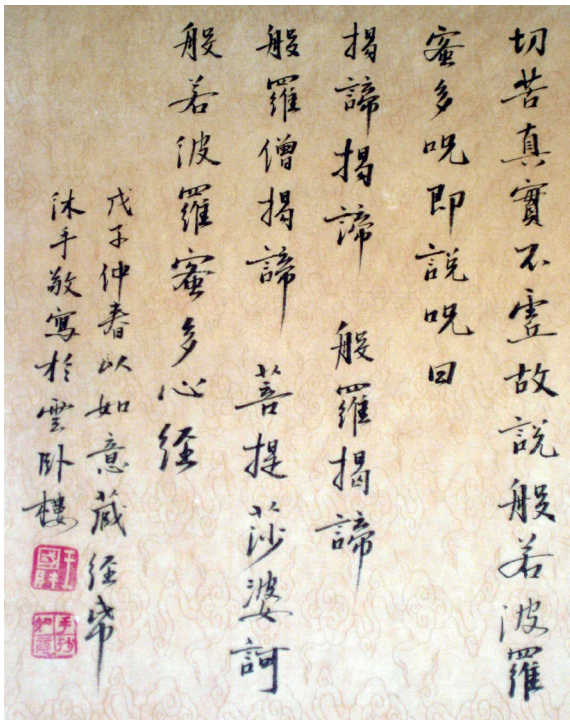 切苦真實不虛故說般若波羅
蜜多呪即說呪曰
揭諦揭諦 般羅揭諦
般羅僧揭諦 菩提莎婆訶
般若波羅蜜多心経
戊子仲春以如意蔵経帋
沐手敬寫於雲卧樓